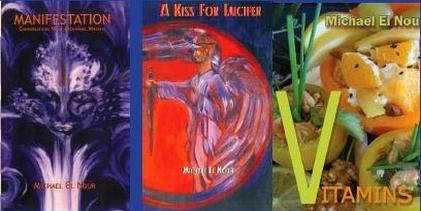 MANIFESTATION
MICHAEL EL NOUR
A KISS FOR LUCIFER
MICHAEL EL NOUR
Michael El Nour
VITAMINS